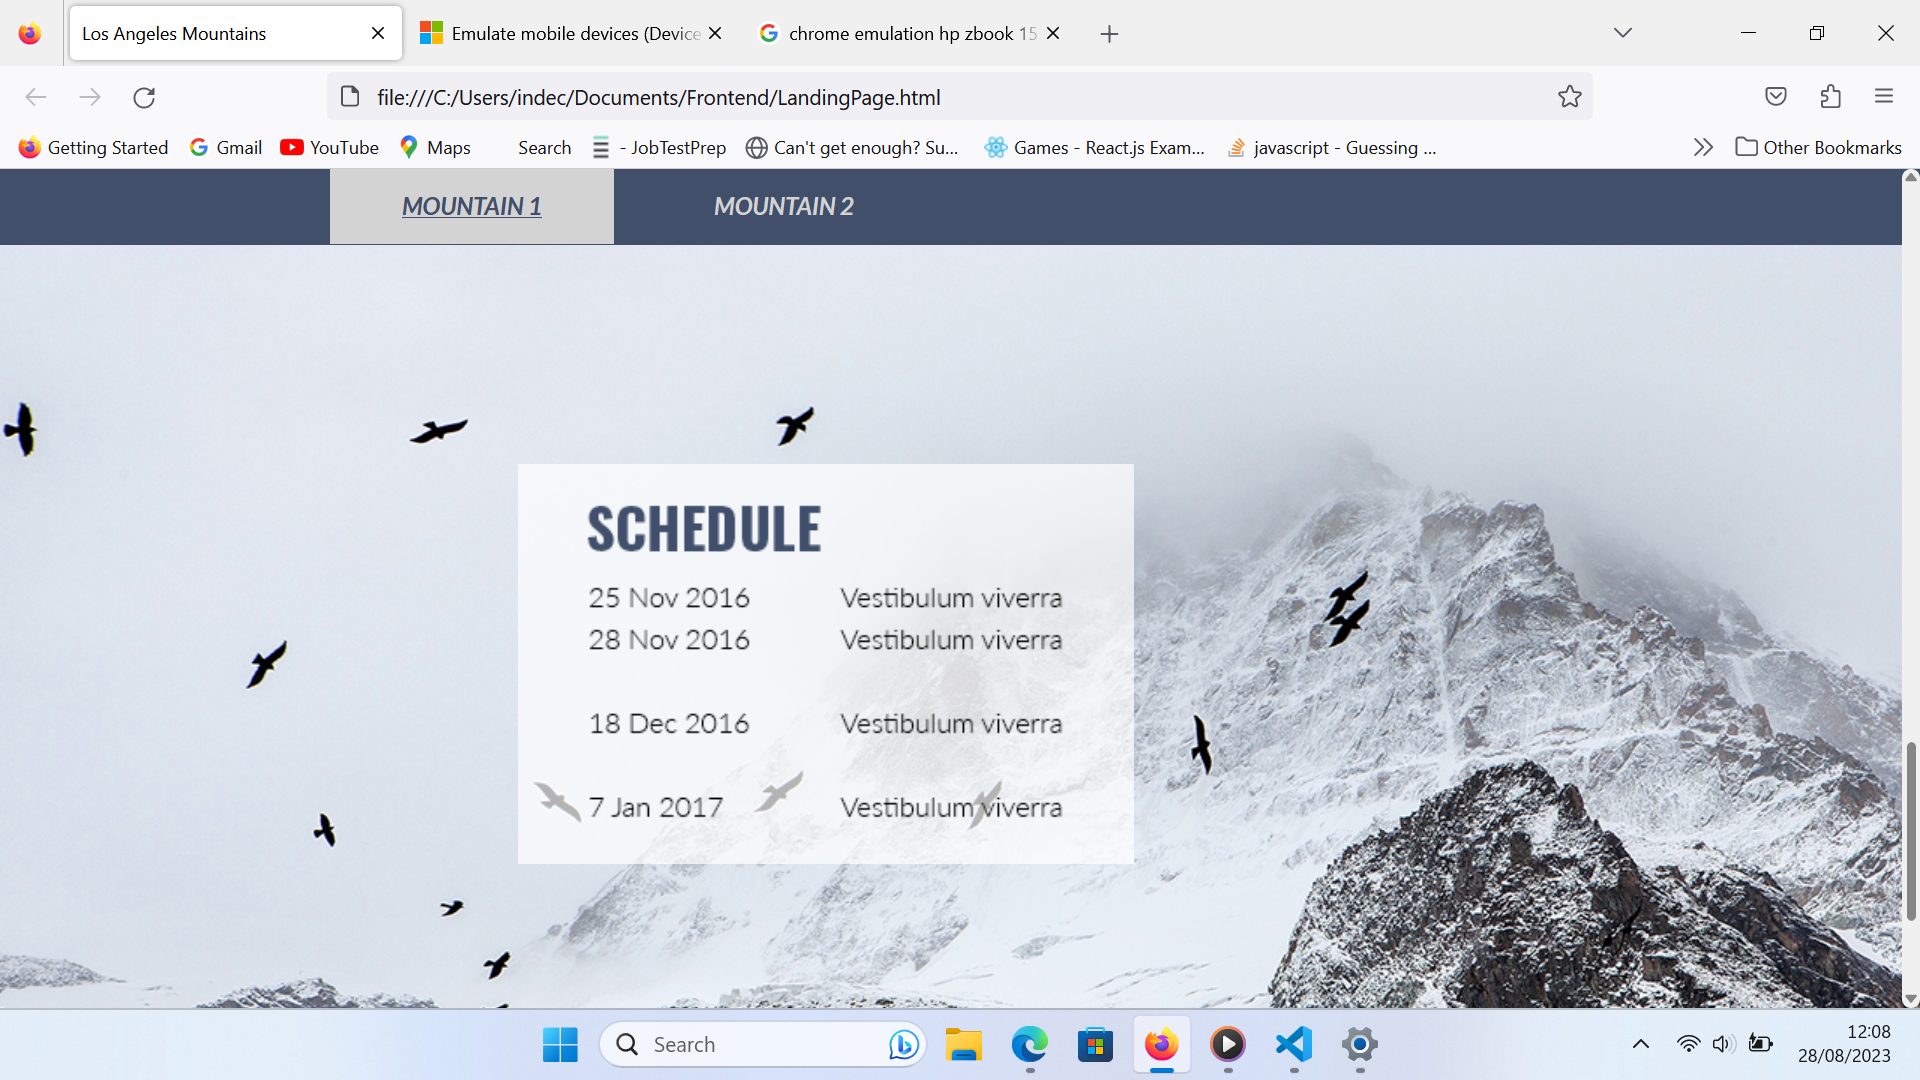 Los Angeles Mountains
Emulate mobile devices (Device
chrome emulation hp zbook 15
file:///C:/Users/indec/Documents/Frontend/LandingPage.html
Getting Started
Gmail
YouTube
Maps
Search
- JobTestPrep
Can't get enough? Su...
Games - React.js Exam...
javascript - Guessing ...
Other Bookmarks
MOUNTAIN 1
MOUNTAIN 2
SCHEDULE
25 Nov 2016 Vestibulum viverra
28 Nov 2016 Vestibulum viverra
18 Dec 2016 Vestibulum viverra
7 Jan 2017 Vestibulum viverra
Search
12:08
28/08/2023